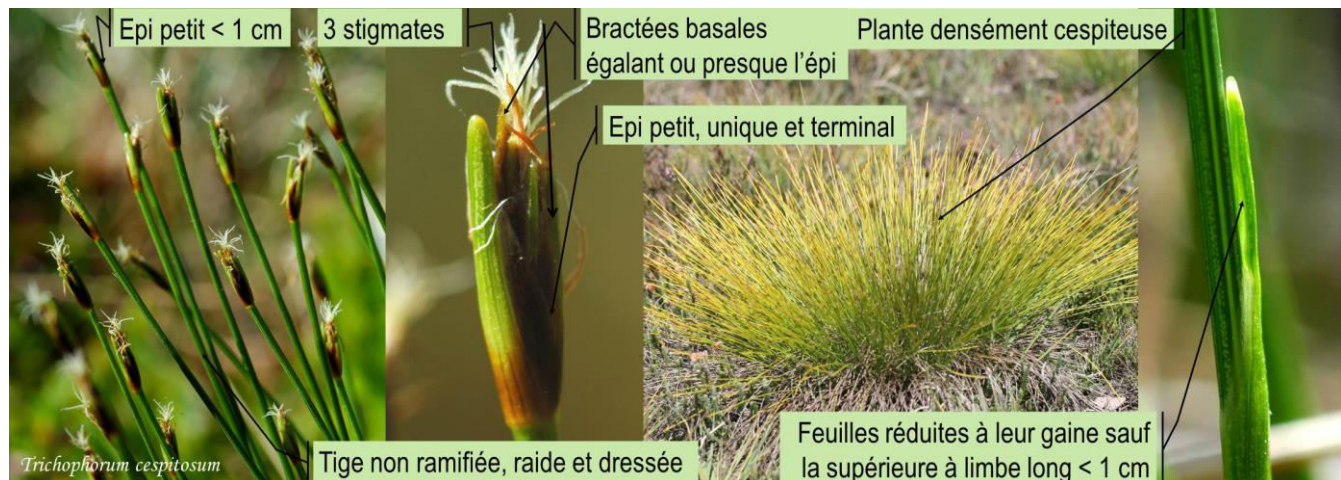 Epi petit < 1 cm
3 stigmates
Bractées basales
égalant ou presque l’épi
Plante densément cespiteuse
Epi petit, unique et terminal
Trichophorum cespitosum
Tige non ramifiée, raide et dressée
Feuilles réduites à leur gaine sauf
la supérieure à limbe long < 1 cm